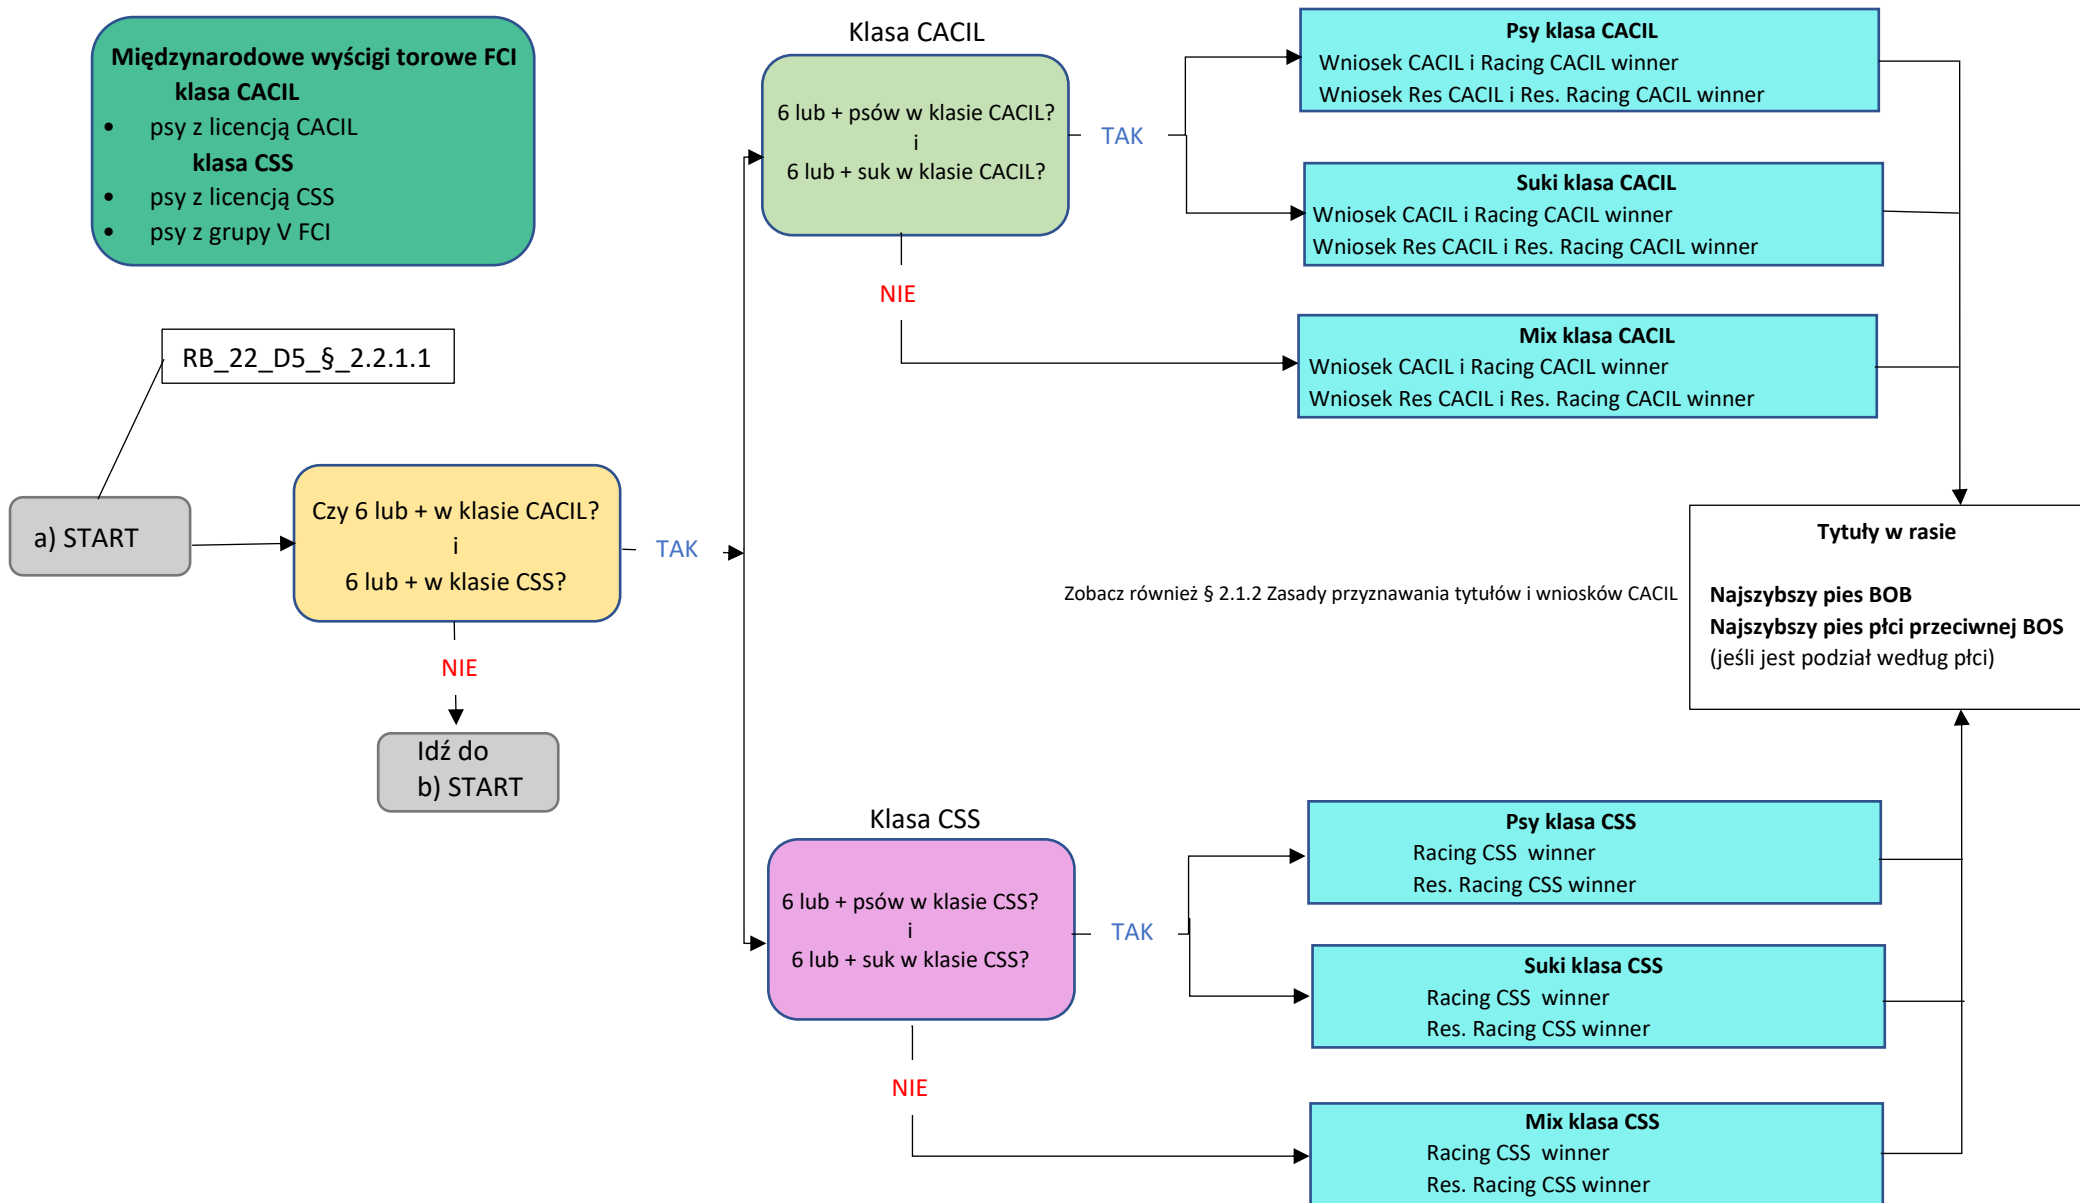 Międzynarodowe wyścigi torowe FCI
klasa CACIL
• psy z licencją CACIL
klasa CSS
• psy z licencją CSS
• psy z grupy V FCI
RB_22_D5_§_2.2.1.1
a) START
Czy 6 lub + w klasie CACIL?
i
6 lub + w klasie CSS?
TAK
NIE
Idź do
b) START
Klasa CACIL
6 lub + psów w klasie CACIL?
i
6 lub + suk w klasie CACIL?
TAK
NIE
Psy klasa CACIL
Wniosek CACIL i Racing CACIL winner
Wniosek Res CACIL i Res. Racing CACIL winner
Suki klasa CACIL
Wniosek CACIL i Racing CACIL winner
Wniosek Res CACIL i Res. Racing CACIL winner
Mix klasa CACIL
Wniosek CACIL i Racing CACIL winner
Wniosek Res CACIL i Res. Racing CACIL winner
Zobacz również § 2.1.2 Zasady przyznawania tytułów i wniosków CACIL
Tytuły w rasie
Najszybszy pies BOB
Najszybszy pies płci przeciwnej BOS
(jeśli jest podział według płci)
Klasa CSS
6 lub + psów w klasie CSS?
i
6 lub + suk w klasie CSS?
TAK
NIE
Psy klasa CSS
Racing CSS winner
Res. Racing CSS winner
Suki klasa CSS
Racing CSS winner
Res. Racing CSS winner
Mix klasa CSS
Racing CSS winner
Res. Racing CSS winner